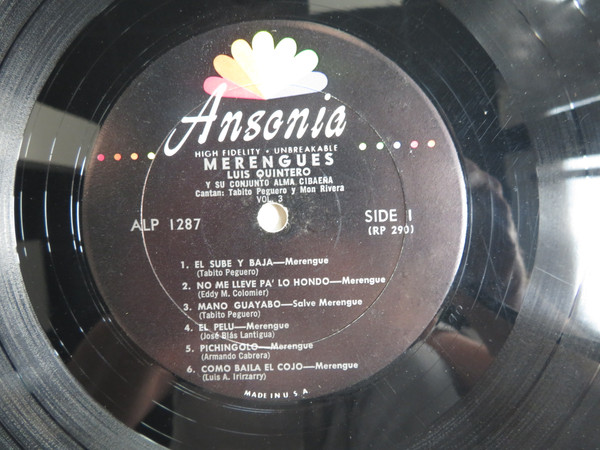 Ansonia
HIGH FIDELITY • UNBREAKABLE
MERENGUES
LUIS QUINTERO
Y SU CONJUNTO ALMA CIBAEÑA
Cantan: Tabito Peguero y Mon Rivera
VOL. 3
ALP 1287
SIDE 1
(RP 290)
1. EL SUBE Y BAJA—Merengue
(Tabito Peguero)
2. NO ME LLEVE PA' LO HONDO—Merengue
(Eddy M. Colomier)
3. MANO GUAYABO—Salve Merengue
(Tabito Peguero)
4. EL PELU—Merengue
(José Blás Lantigua)
5. PICHINGOLO—Merengue
(Armando Cabrera)
6. COMO BAILA EL COJO—Merengue
(Luis A. Irirzarry)
MADE IN U.S.A